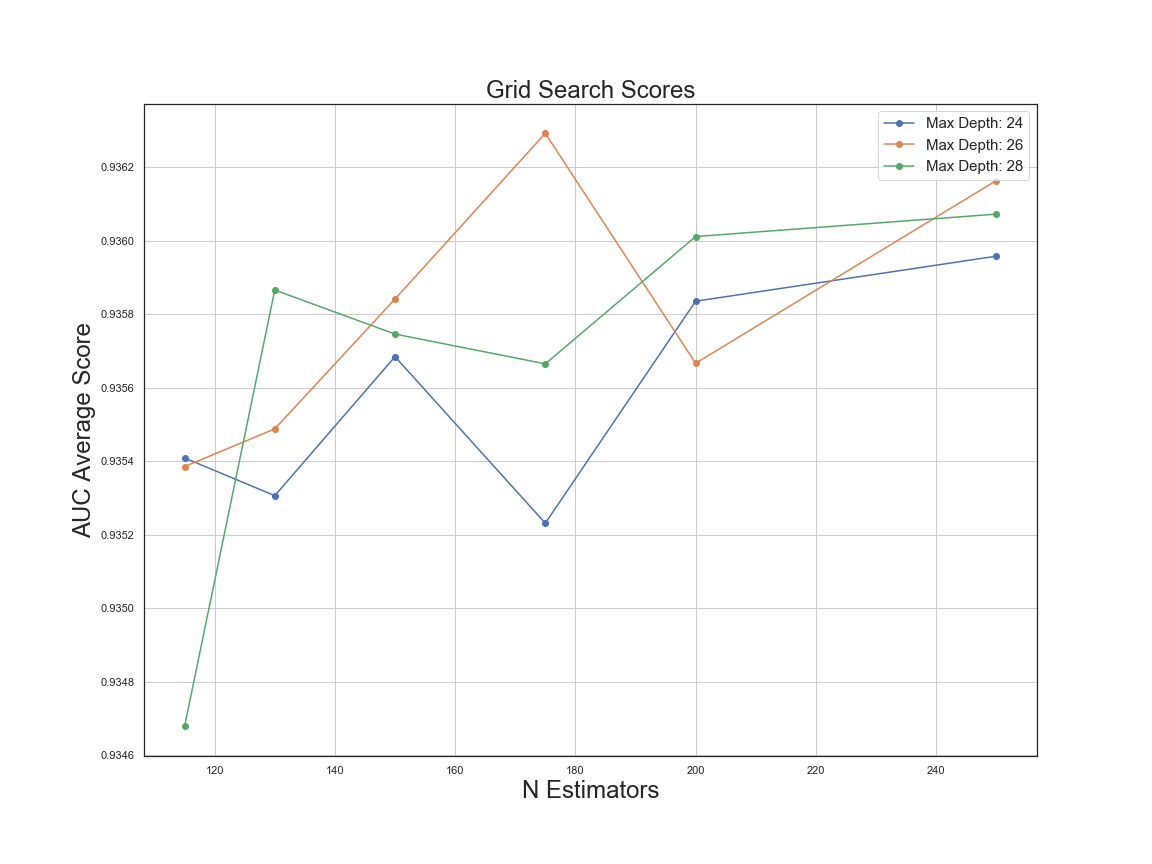 Grid Search Scores
Max Depth: 24
Max Depth: 26
Max Depth: 28
0.9362
0.9360
0.9358
0.9356
0.9354
0.9352
0.9350
0.9348
0.9346
AUC Average Score
120 140 160 180 200 220 240
N Estimators